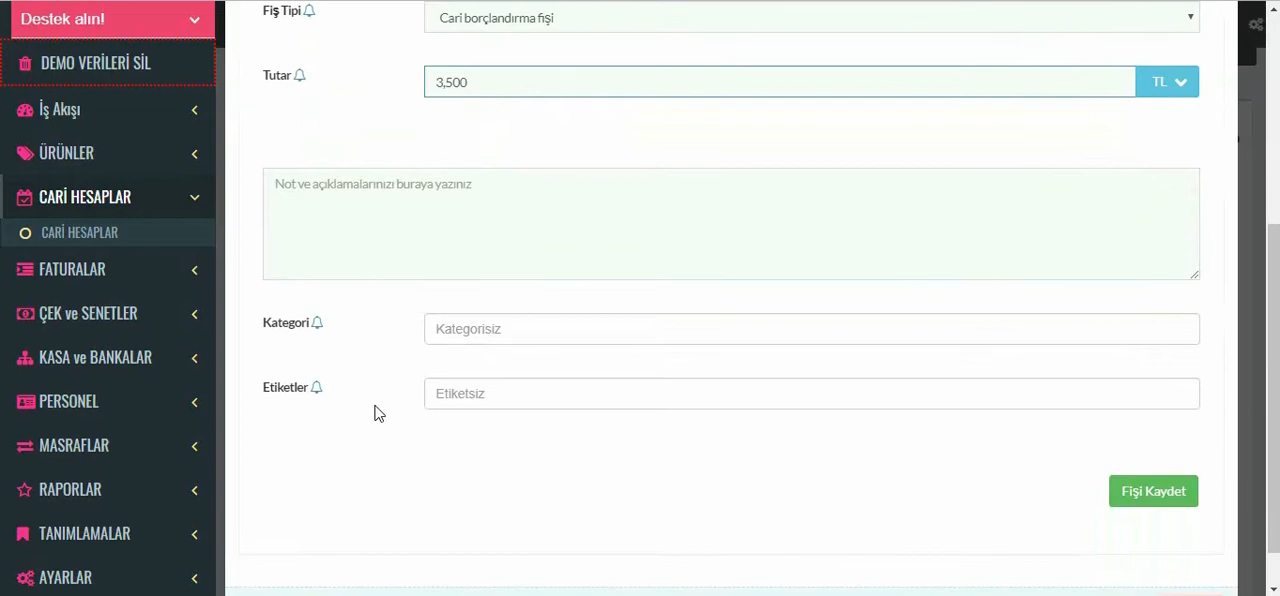 Destek alın!
DEMO VERİLERİ SİL
İş Akışı
ÜRÜNLER
CARİ HESAPLAR
CARİ HESAPLAR
FATURALAR
ÇEK ve SENETLER
KASA ve BANKALAR
PERSONEL
MASRAFLAR
RAPORLAR
TANIMLAMALAR
AYARLAR
Fiş Tipi
Cari borçlandırma fişi
Tutar
3,500
TL
Not ve açıklamalarınızı buraya yazınız
Kategori
Kategorisiz
Etiketler
Etiketsiz
Fişi Kaydet